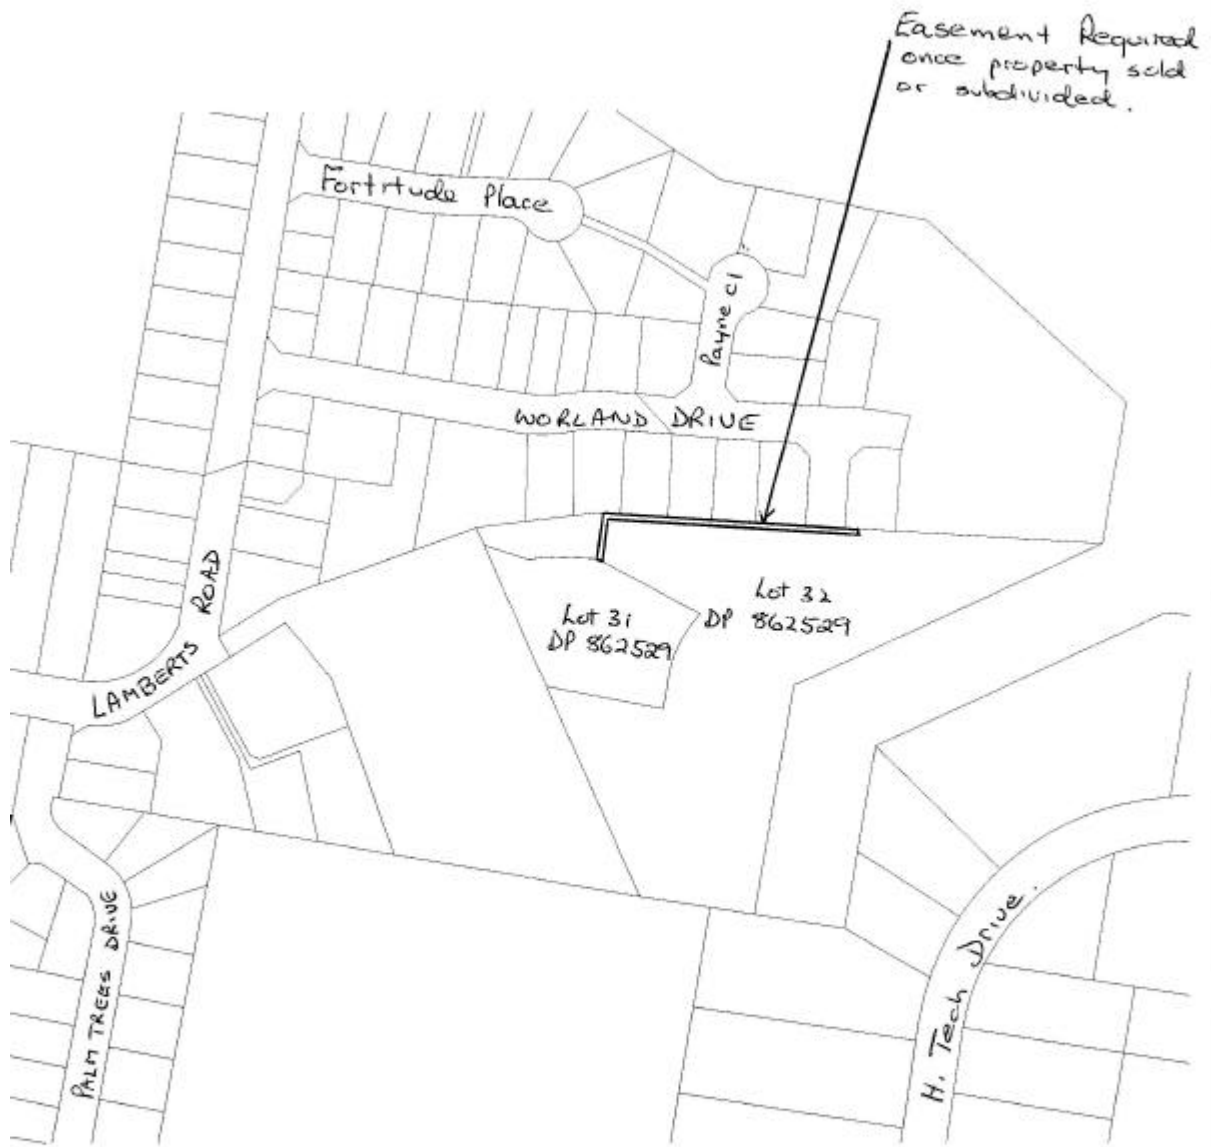 Easement Required
once property sold
or subdivided.
Fortrtude Place
Payne cl
WORLAND DRIVE
LAMBERTS ROAD
Lot 31
DP 862529
Lot 32
DP 862529
PALM TREES DRIVE
H. Tech Drive.